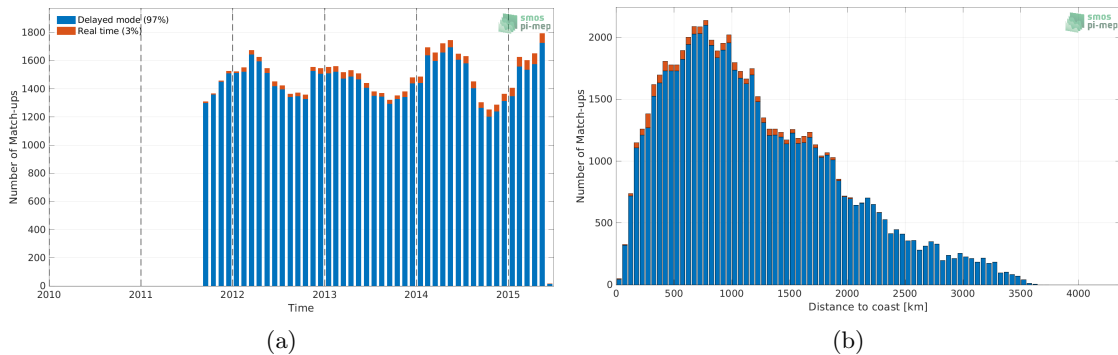 smos
pi-mep
Delayed mode (97%)
Real time (3%)
Number of Match-ups
1800
1600
1400
1200
1000
800
600
400
200
0
2010 2011 2012 2013 2014 2015
Time
(a)
smos
pi-mep
Number of Match-ups
2000
1500
1000
500
0
0 500 1000 1500 2000 2500 3000 3500 4000
Distance to coast [km]
(b)